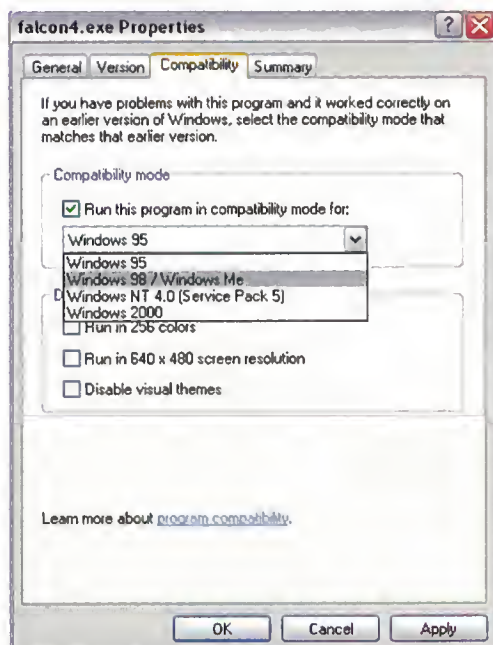 falcon4.exe Properties
General Version Compatibility Summary
If you have problems with this program and it worked correctly on
an earlier version of Windows, select the compatibility mode that
matches that earlier version.
Compatibility mode
Run this program in compatibility mode for:
Windows 95
Windows 95
Windows 98 / Windows Me
Windows NT 4.0 (Service Pack 5)
Windows 2000
D
Run in 256 colors
Run in 640 x 480 screen resolution
Disable visual themes
Learn more about program compatibility.
OK Cancel Apply